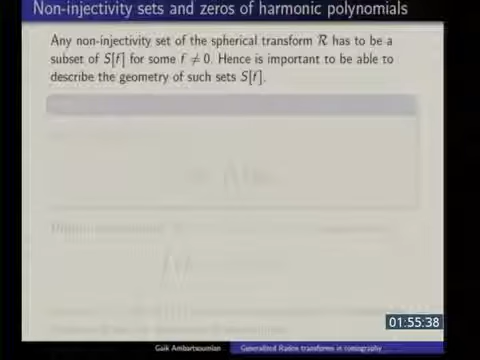 Non-injectivity sets and zeros of harmonic polynomials
Any non-injectivity set of the spherical transform R has to be a
subset of S[f] for some f ≠ 0. Hence is important to be able to
describe the geometry of such sets S[f].
01:55:38
Gaik Ambartsoumian Generalized Radon transforms in tomography